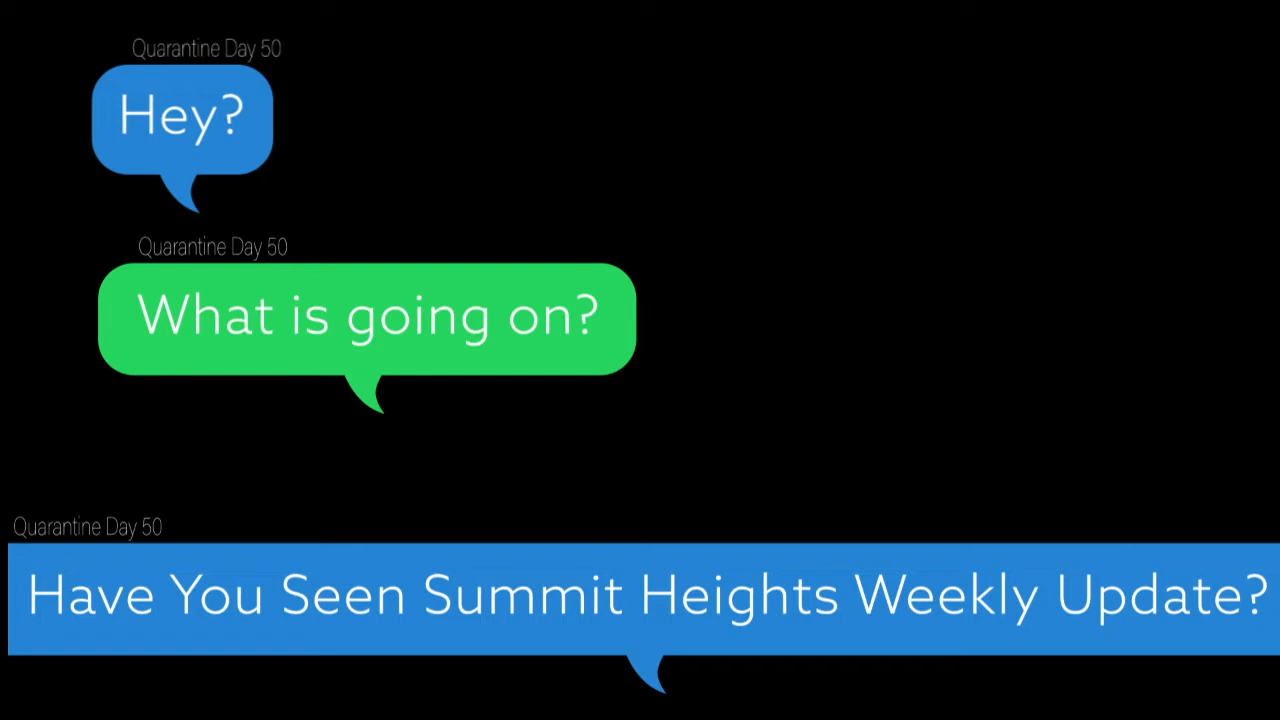 Quarantine Day 50
Hey?
Quarantine Day 50
What is going on?
Quarantine Day 50
Have You Seen Summit Heights Weekly Update?